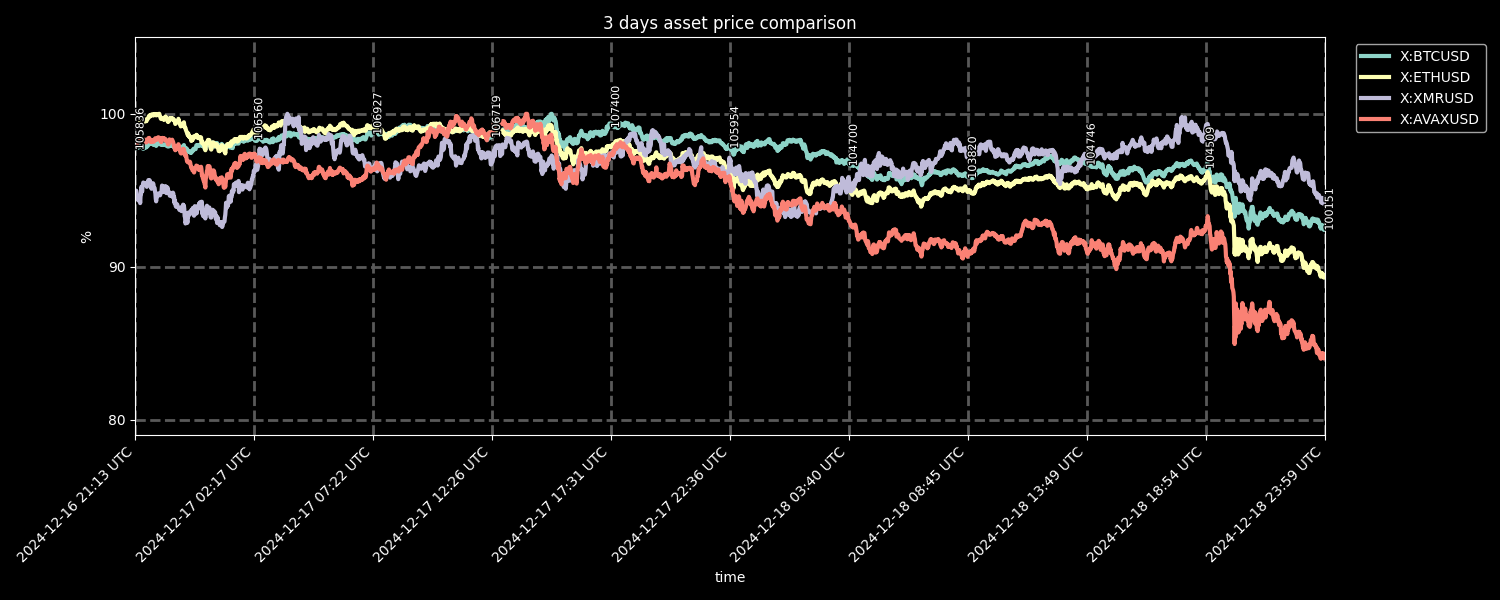 3 days asset price comparison
X:BTCUSD
X:ETHUSD
X:XMRUSD
X:AVAXUSD
%
100
90
80
105836
106560
106927
106719
107400
105954
104700
103820
104746
104509
100151
2024-12-16 21:13 UTC
2024-12-17 02:17 UTC
2024-12-17 07:22 UTC
2024-12-17 12:26 UTC
2024-12-17 17:31 UTC
2024-12-17 22:36 UTC
2024-12-18 03:40 UTC
2024-12-18 08:45 UTC
2024-12-18 13:49 UTC
2024-12-18 18:54 UTC
2024-12-18 23:59 UTC
time